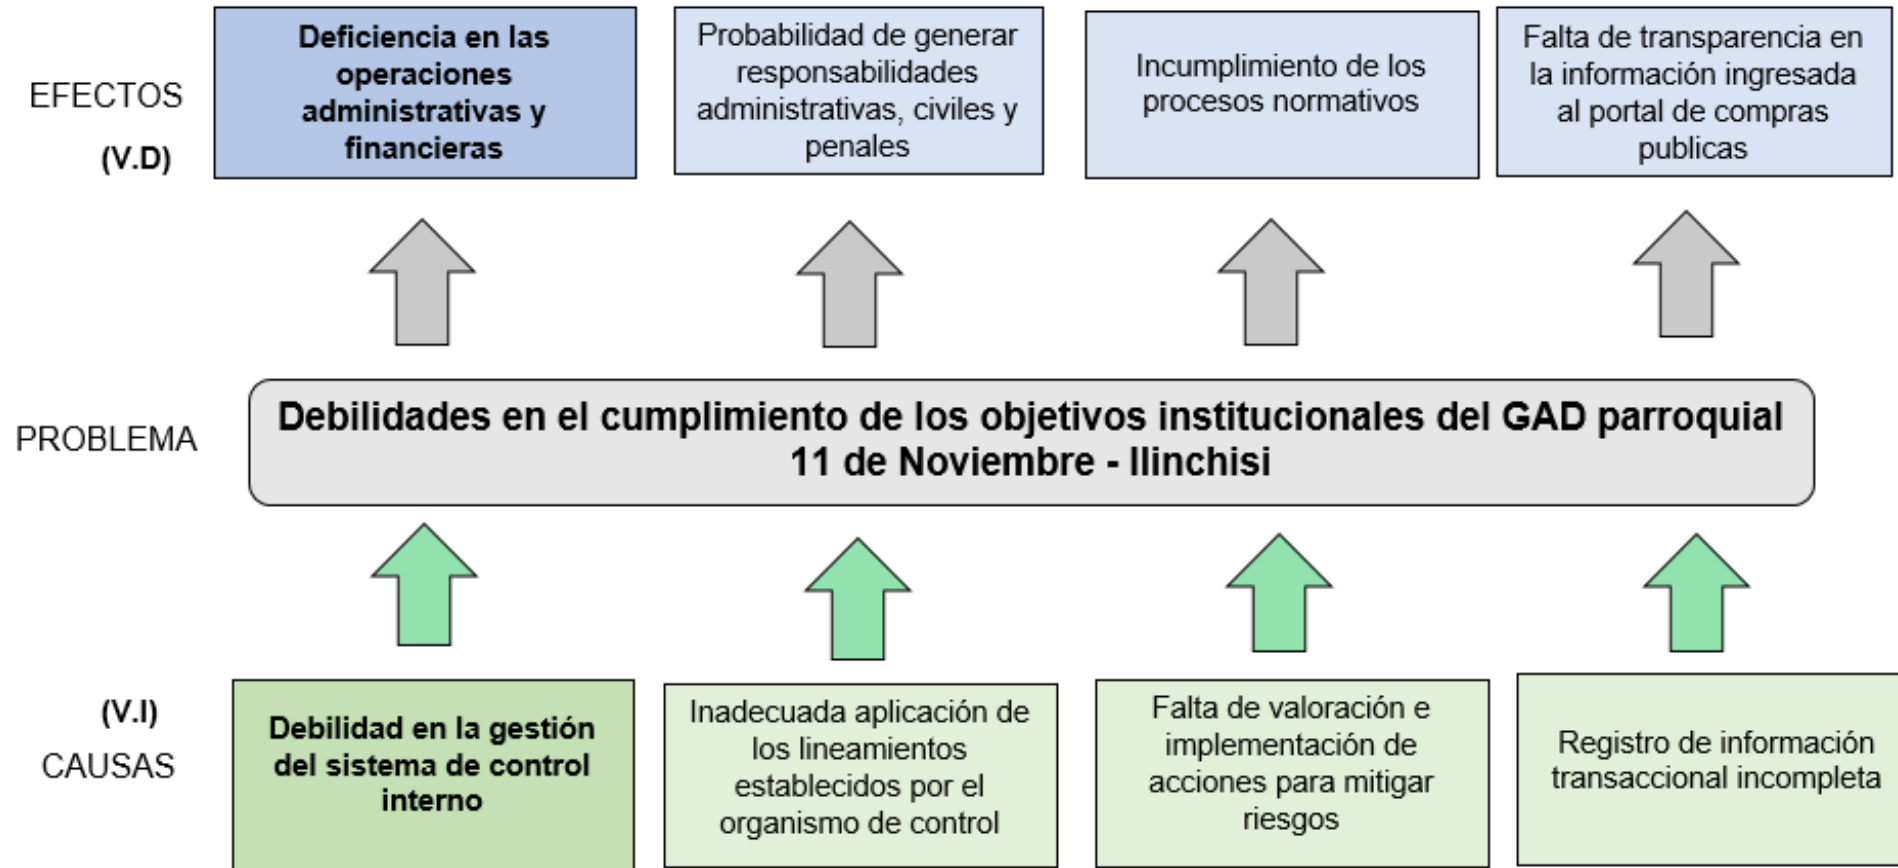 EFECTOS
(V.D)
Deficiencia en las
operaciones
administrativas y
financieras
Probabilidad de generar
responsabilidades
administrativas, civiles y
penales
Incumplimiento de los
procesos normativos
Falta de transparencia en
la información ingresada
al portal de compras
publicas
PROBLEMA
Debilidades en el cumplimiento de los objetivos institucionales del GAD parroquial
11 de Noviembre - Ilinchisi
(V.I)
CAUSAS
Debilidad en la gestión
del sistema de control
interno
Inadecuada aplicación de
los lineamientos
establecidos por el
organismo de control
Falta de valoración e
implementación de
acciones para mitigar
riesgos
Registro de información
transaccional incompleta